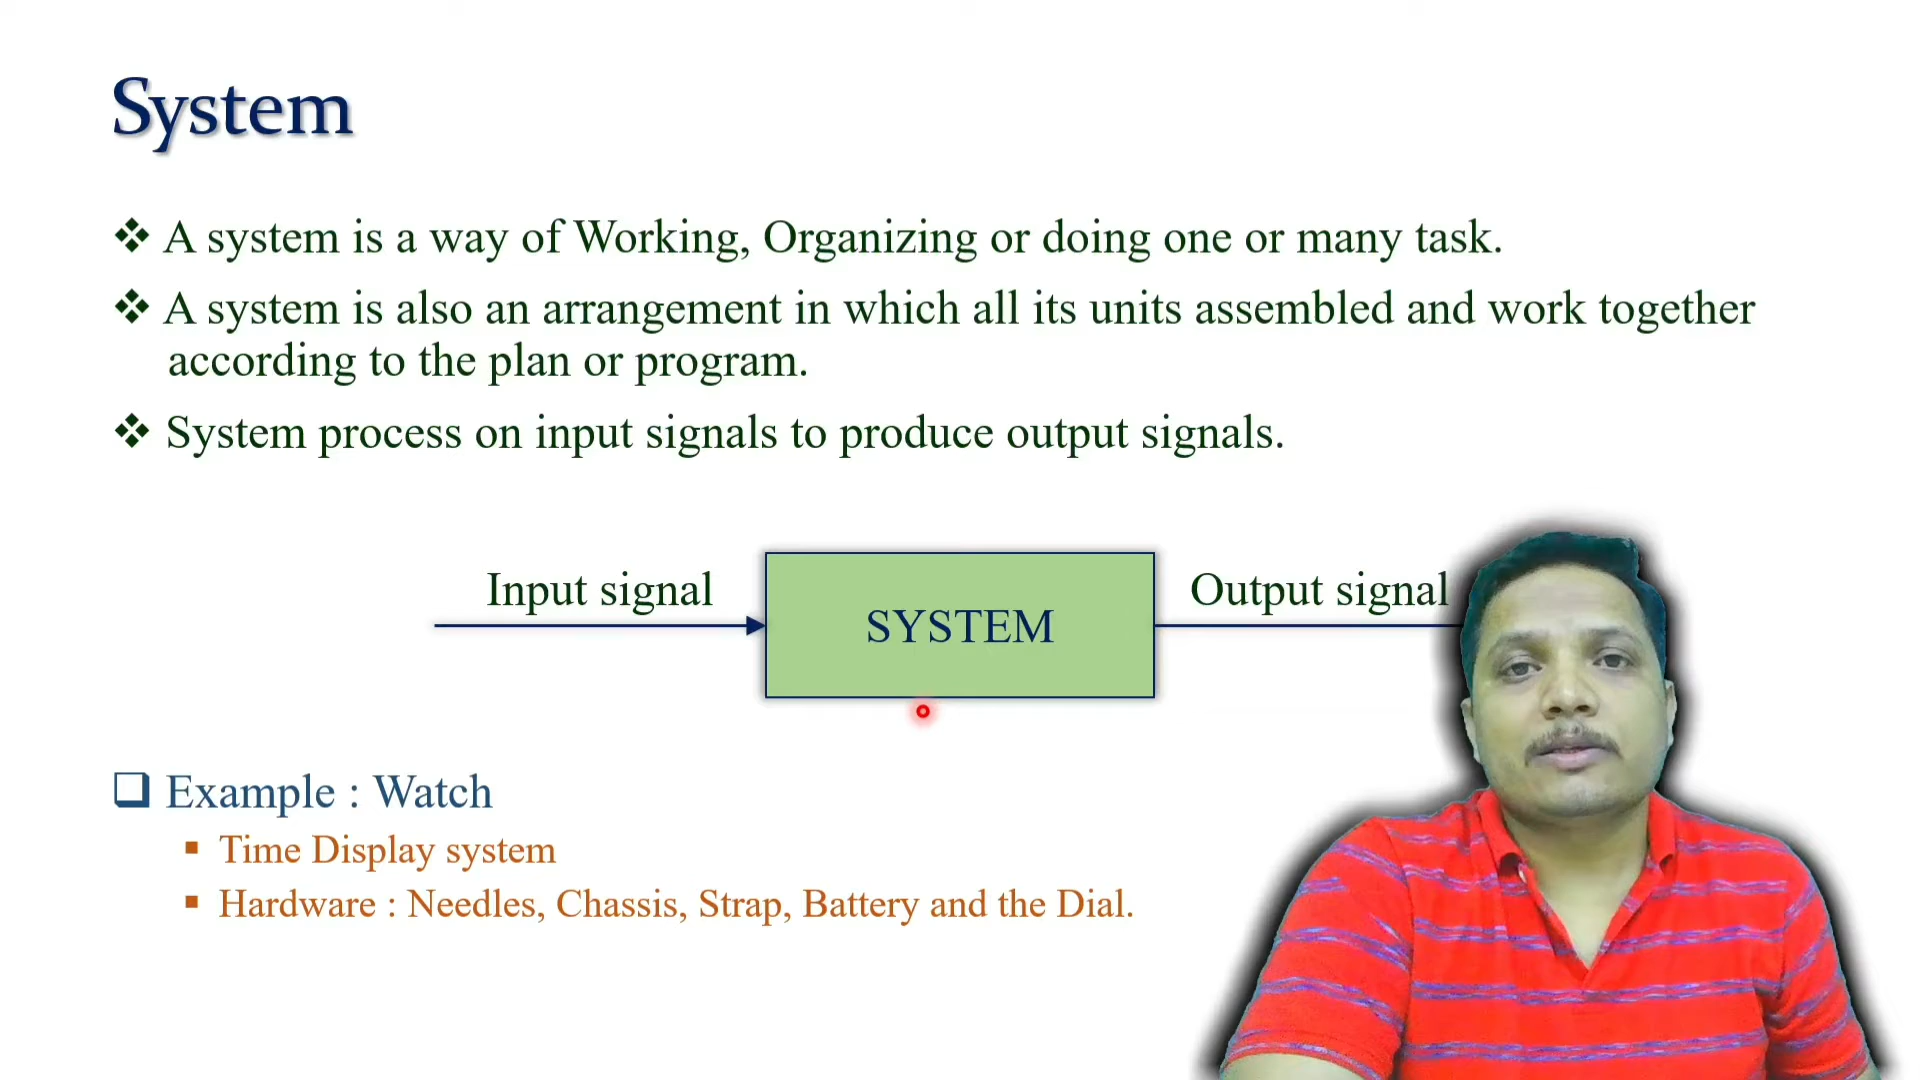 System
❖ A system is a way of Working, Organizing or doing one or many task.
❖ A system is also an arrangement in which all its units assembled and work together
according to the plan or program.
❖ System process on input signals to produce output signals.
Input signal
SYSTEM
Output signal
❑ Example : Watch
▪ Time Display system
▪ Hardware : Needles, Chassis, Strap, Battery and the Dial.